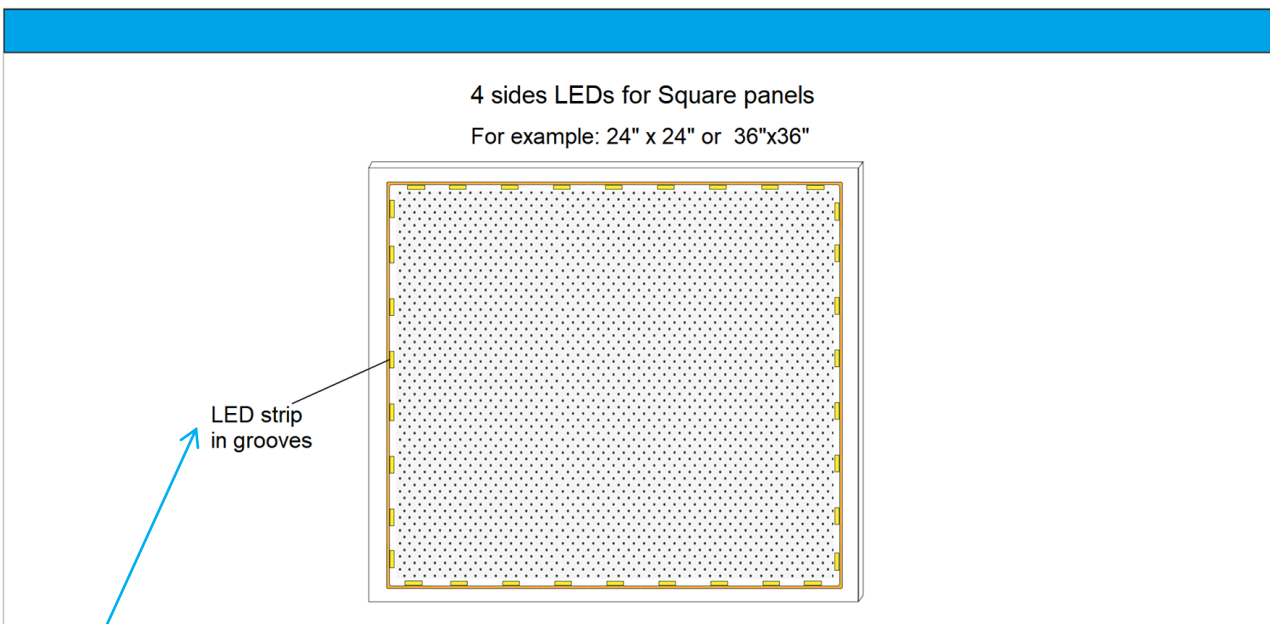 4 sides LEDs for Square panels
For example: 24" x 24" or  36"x36"
LED strip
in grooves